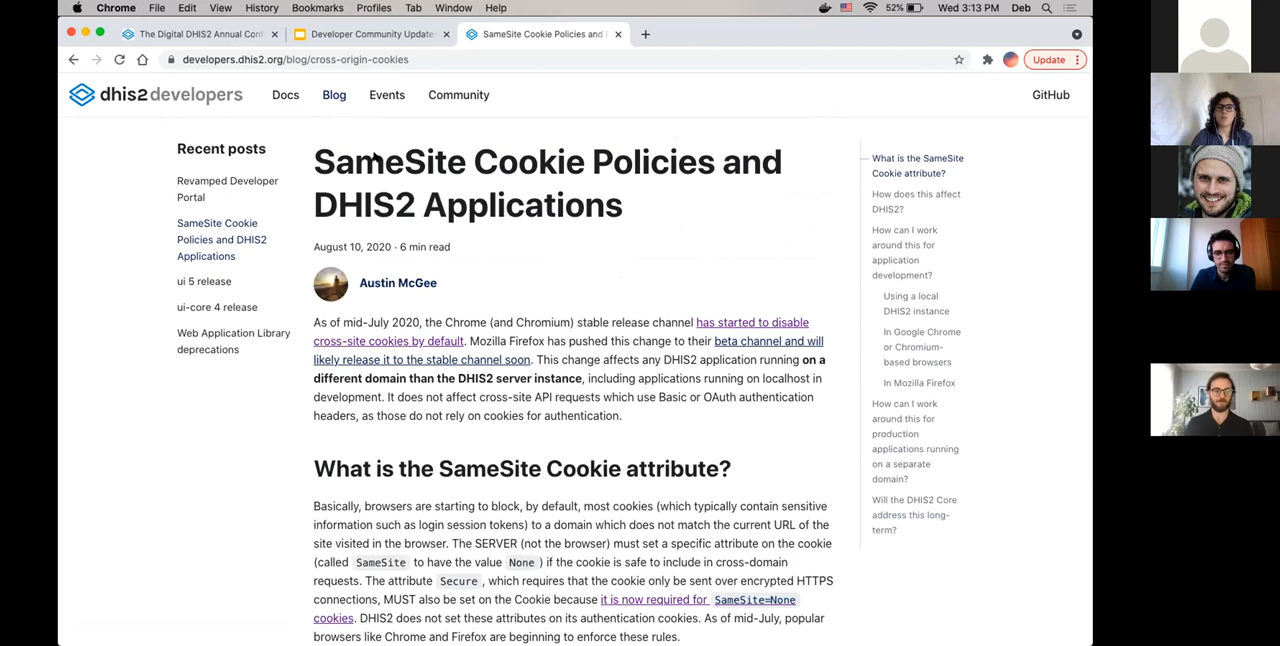 Chrome File Edit View History Bookmarks Profiles Tab Window Help 52% Wed 3:13 PM Deb
The Digital DHIS2 Annual Conf Developer Community Update SameSite Cookie Policies and
developers.dhis2.org/blog/cross-origin-cookies Update
dhis2developers Docs Blog Events Community GitHub
Recent posts
Revamped Developer
Portal
SameSite Cookie
Policies and DHIS2
Applications
ui 5 release
ui-core 4 release
Web Application Library
deprecations
SameSite Cookie Policies and
DHIS2 Applications
August 10, 2020 · 6 min read
Austin McGee
As of mid-July 2020, the Chrome (and Chromium) stable release channel has started to disable
cross-site cookies by default. Mozilla Firefox has pushed this change to their beta channel and will
likely release it to the stable channel soon. This change affects any DHIS2 application running on a
different domain than the DHIS2 server instance, including applications running on localhost in
development. It does not affect cross-site API requests which use Basic or OAuth authentication
headers, as those do not rely on cookies for authentication.
What is the SameSite Cookie attribute?
Basically, browsers are starting to block, by default, most cookies (which typically contain sensitive
information such as login session tokens) to a domain which does not match the current URL of the
site visited in the browser. The SERVER (not the browser) must set a specific attribute on the cookie
(called SameSite to have the value None ) if the cookie is safe to include in cross-domain
requests. The attribute Secure , which requires that the cookie only be sent over encrypted HTTPS
connections, MUST also be set on the Cookie because it is now required for SameSite=None
cookies. DHIS2 does not set these attributes on its authentication cookies. As of mid-July, popular
browsers like Chrome and Firefox are beginning to enforce these rules.
What is the SameSite
Cookie attribute?
How does this affect
DHIS2?
How can I work
around this for
application
development?
Using a local
DHIS2 instance
In Google Chrome
or Chromium-
based browsers
In Mozilla Firefox
How can I work
around this for
production
applications running
on a separate
domain?
Will the DHIS2 Core
address this long-
term?